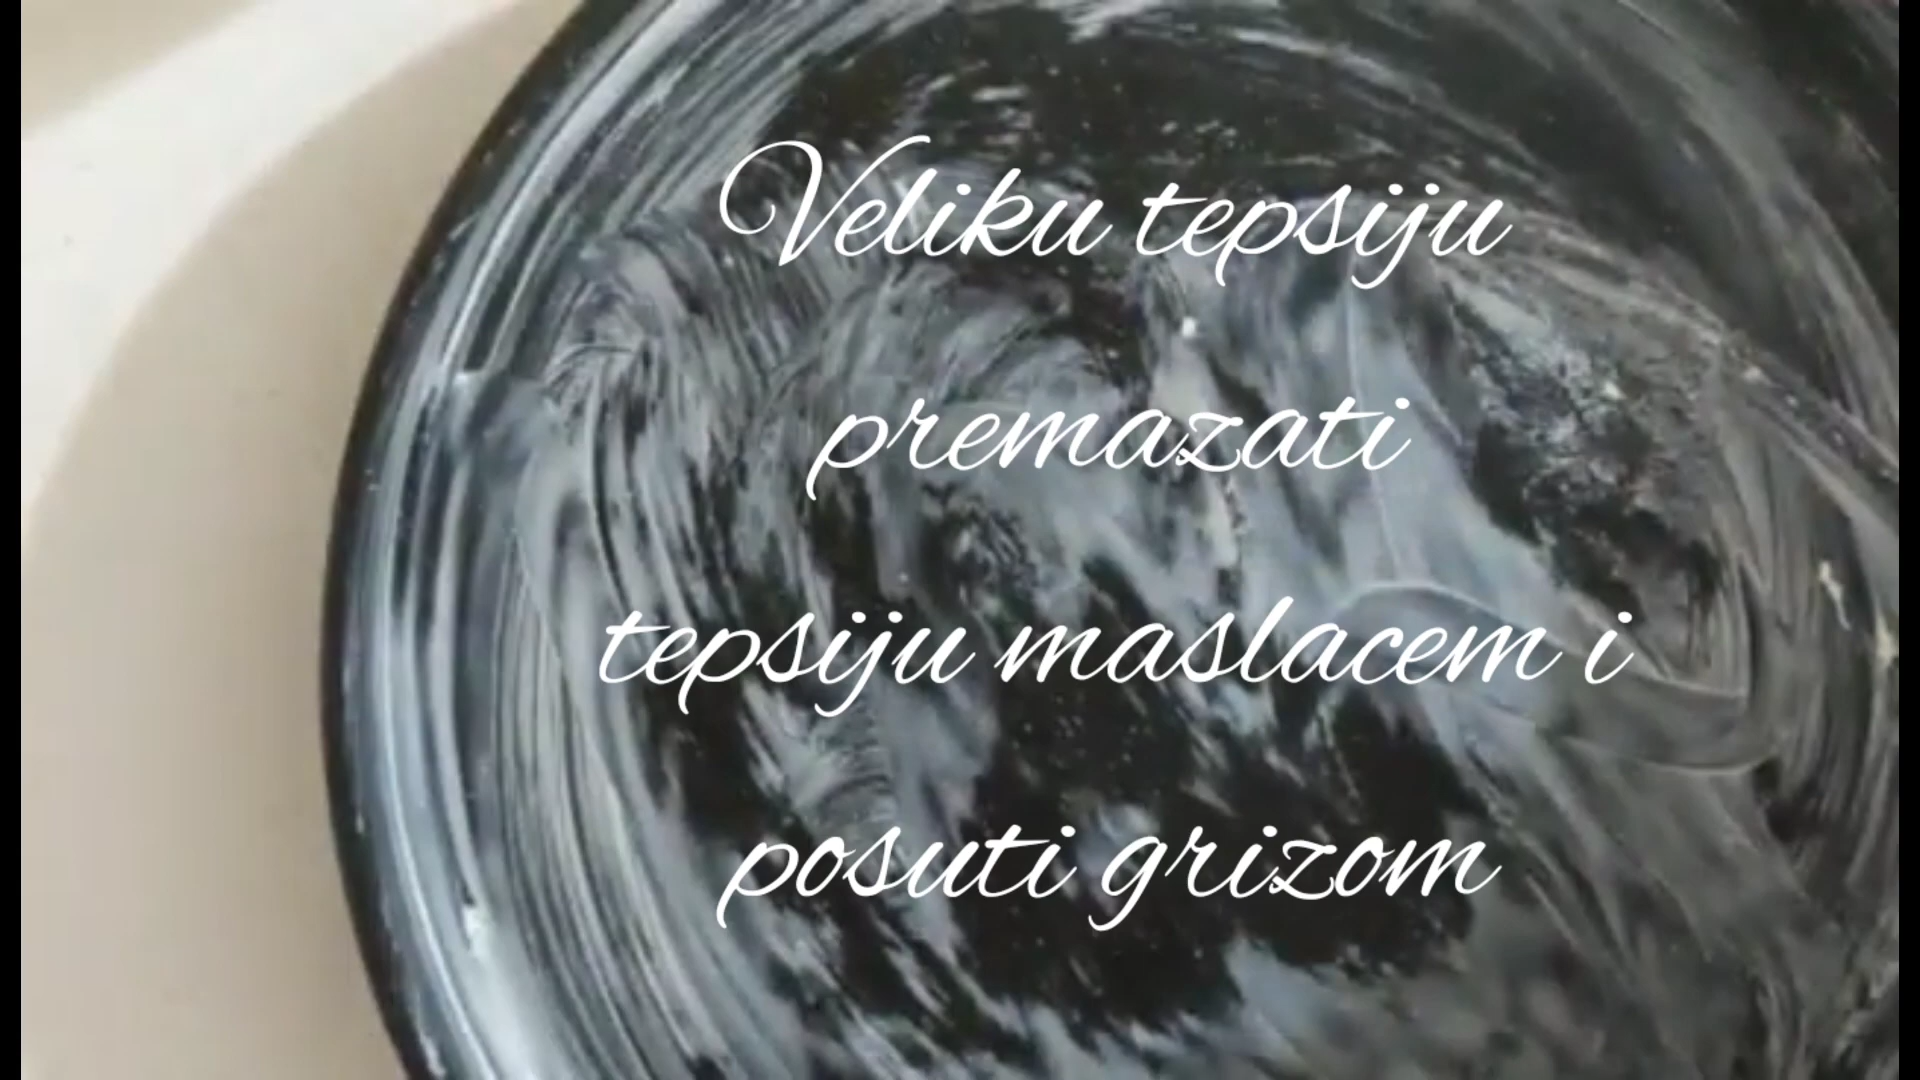 Veliku tepsiju
premazati
tepsiju maslacem i
posuti grizom